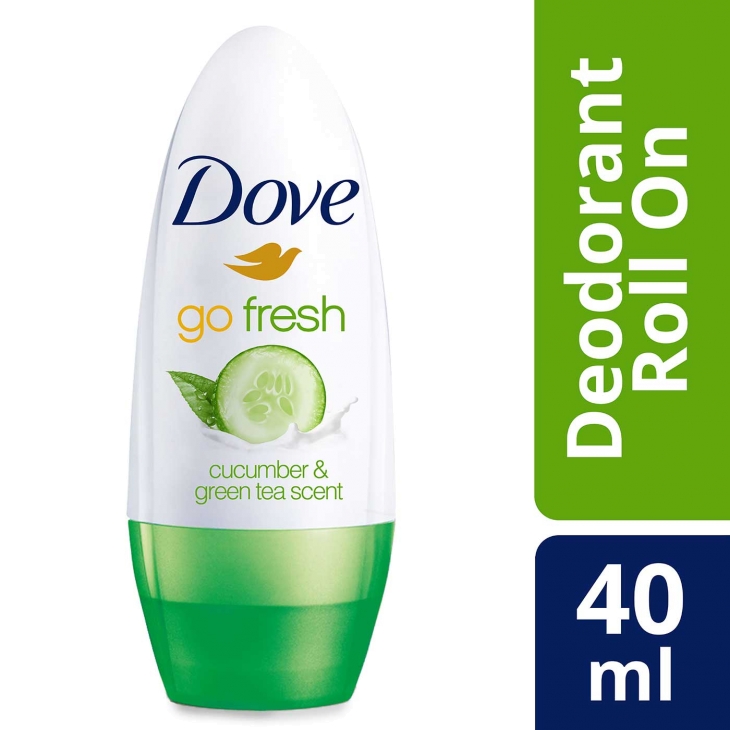 Dove
go fresh
cucumber &
green tea scent
Deodorant
Roll On
40
ml